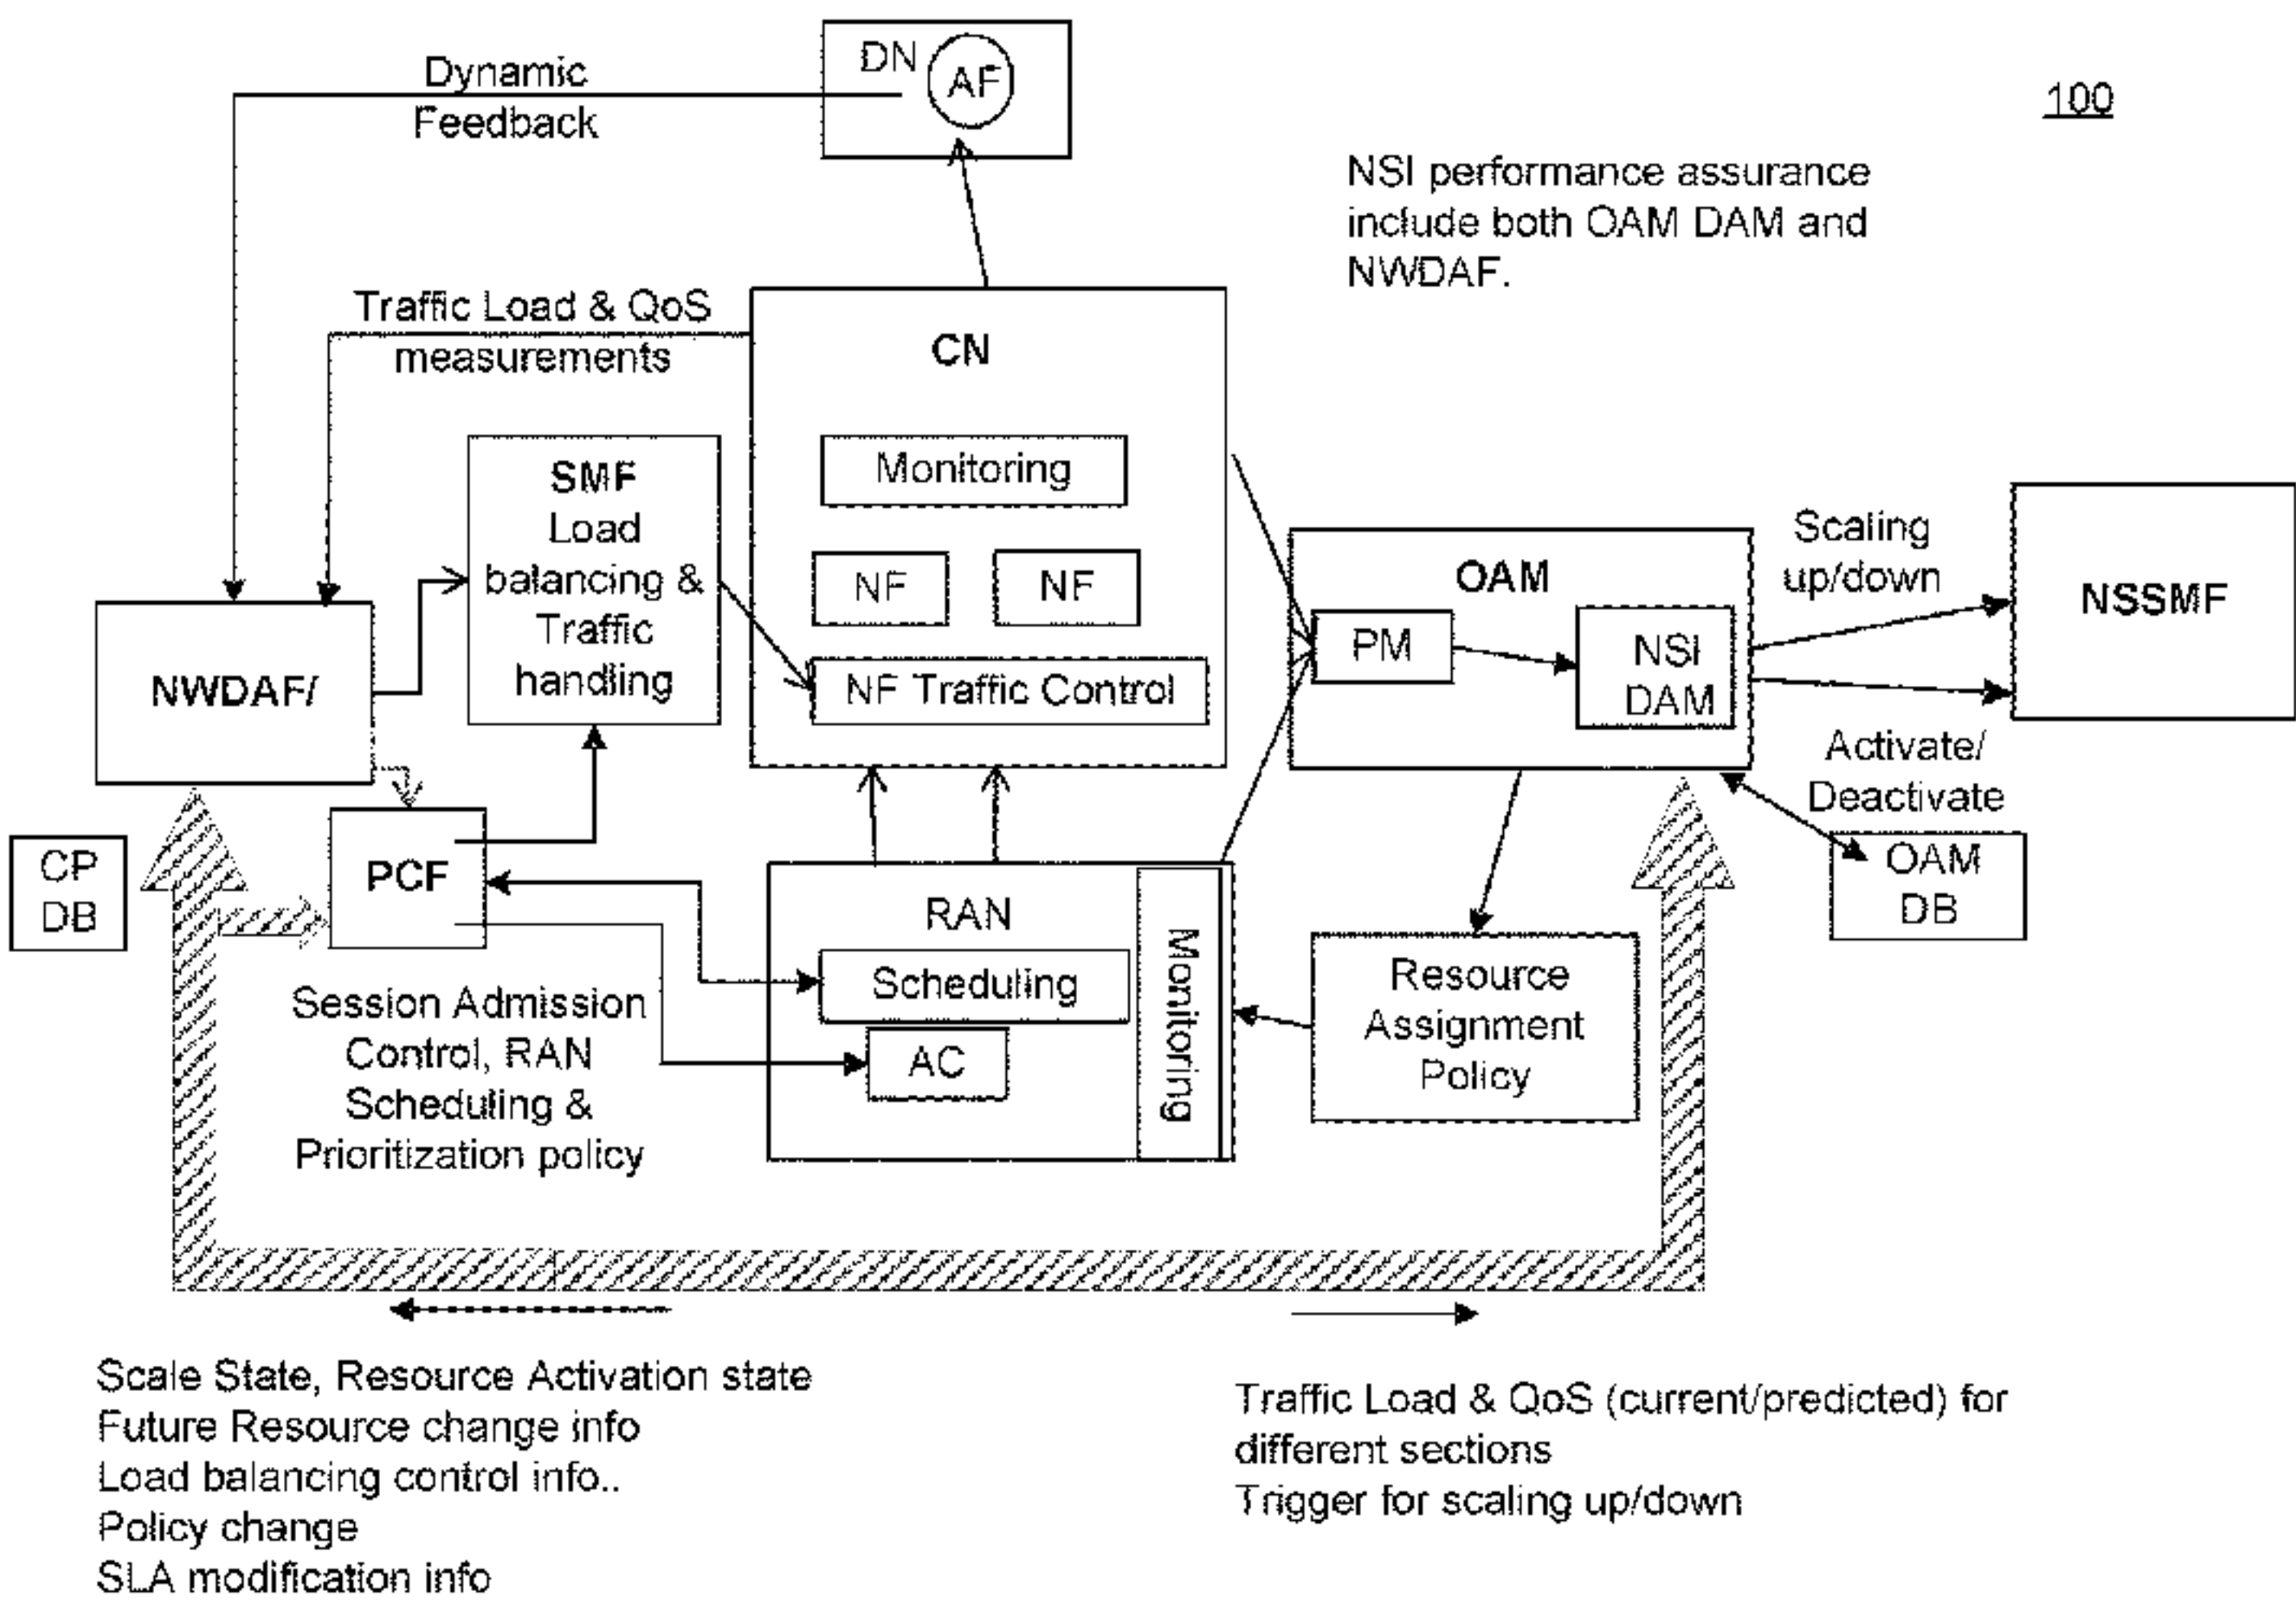 DN
AF
Dynamic
Feedback
100
NSI performance assurance
include both OAM DAM and
NWDAF.
Traffic Load & QoS
measurements
CN
Monitoring
SMF
Load
balancing &
Traffic
handling
NF
NF
NF Traffic Control
OAM
PM
NSI
DAM
Scaling
up/down
NSSMF
NWDAF/
Activate/
Deactivate
CP
DB
PCF
OAM
DB
RAN
Scheduling
AC
Monitoring
Resource
Assignment
Policy
Session Admission
Control, RAN
Scheduling &
Prioritization policy
Scale State, Resource Activation state
Future Resource change info
Load balancing control info..
Policy change
SLA modification info
Traffic Load & QoS (current/predicted) for
different sections
Trigger for scaling up/down